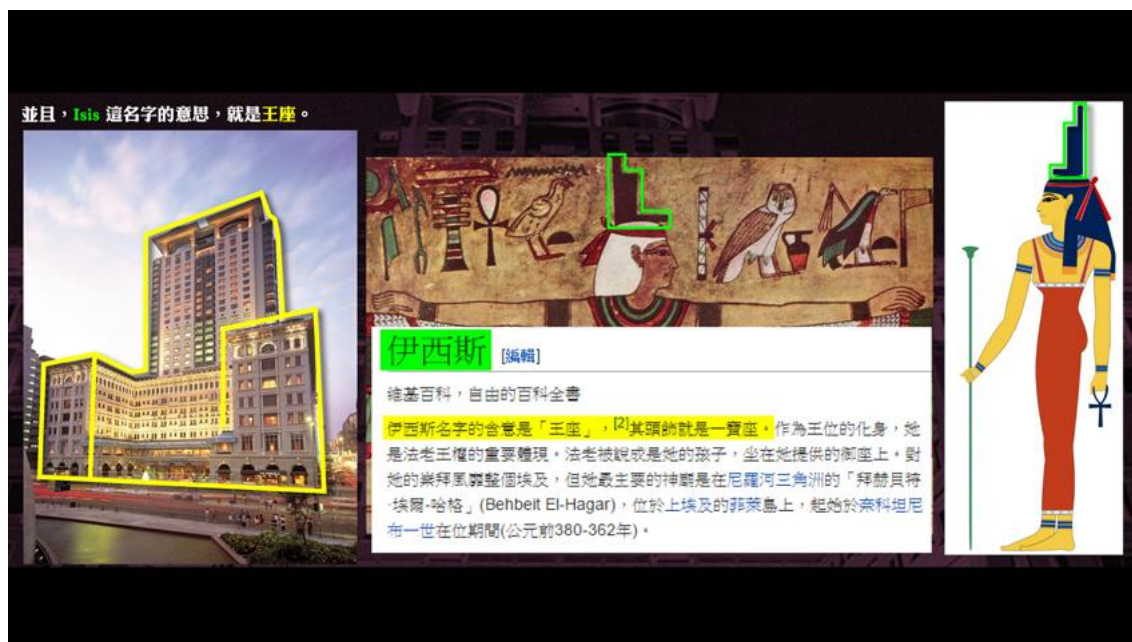 並且，Isis 這名字的意思，就是王座。
伊西斯 [編輯]
維基百科，自由的百科全書
伊西斯名字的含意是「王座」，[2]其頭飾就是一寶座。作為王位的化身，她
是法老王權的重要體現。法老被說成是她的孩子，坐在她提供的御座上。對
她的崇拜風靡整個埃及，但她最主要的神廟是在尼羅河三角洲的「拜赫貝特
·埃爾-哈格」(Behbeit El-Hagar)，位於上埃及的菲萊島上，起始於奈科坦尼
布一世在位期間(公元前380-362年)。